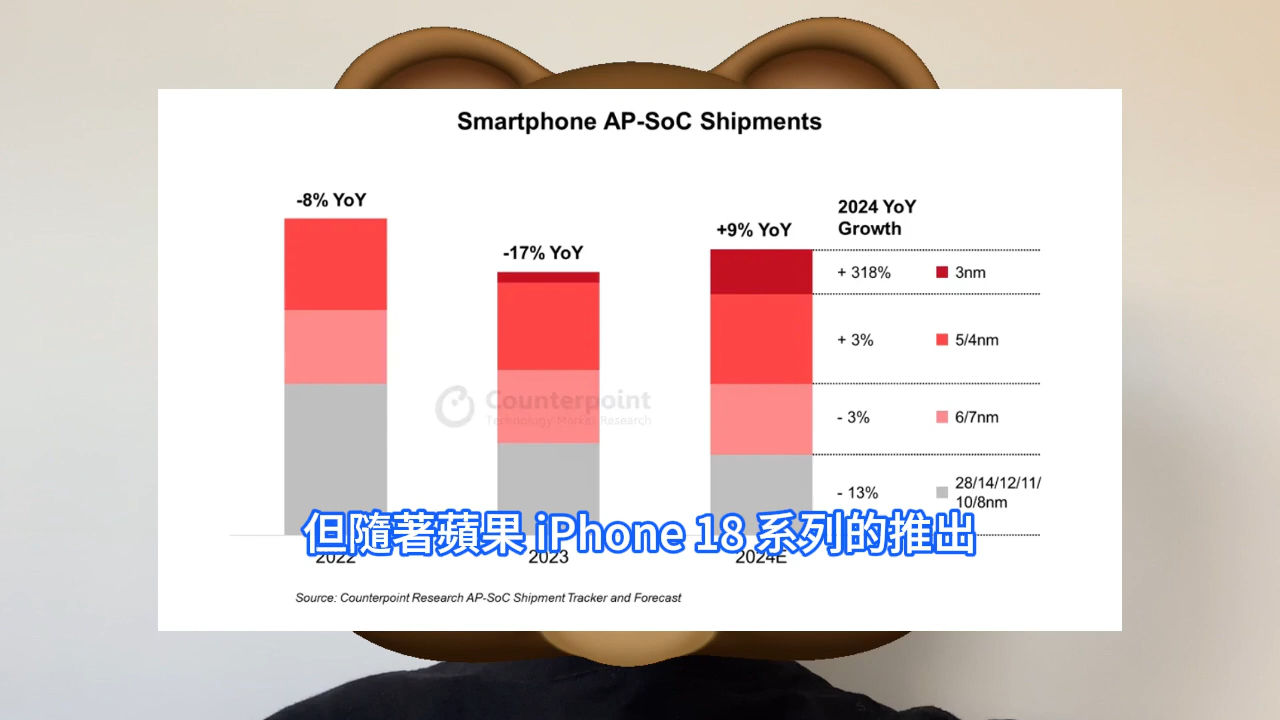 Smartphone AP-SoC Shipments
-8% YoY
-17% YoY
+9% YoY
2024 YoY
Growth
+ 318%
3nm
+ 3%
5/4nm
- 3%
6/7nm
- 13%
28/14/12/11/
10/8nm
Counterpoint
Technology Market Research
但隨著蘋果 iPhone 18 系列的推出
2022
2023
2024E
Source: Counterpoint Research AP-SoC Shipment Tracker and Forecast